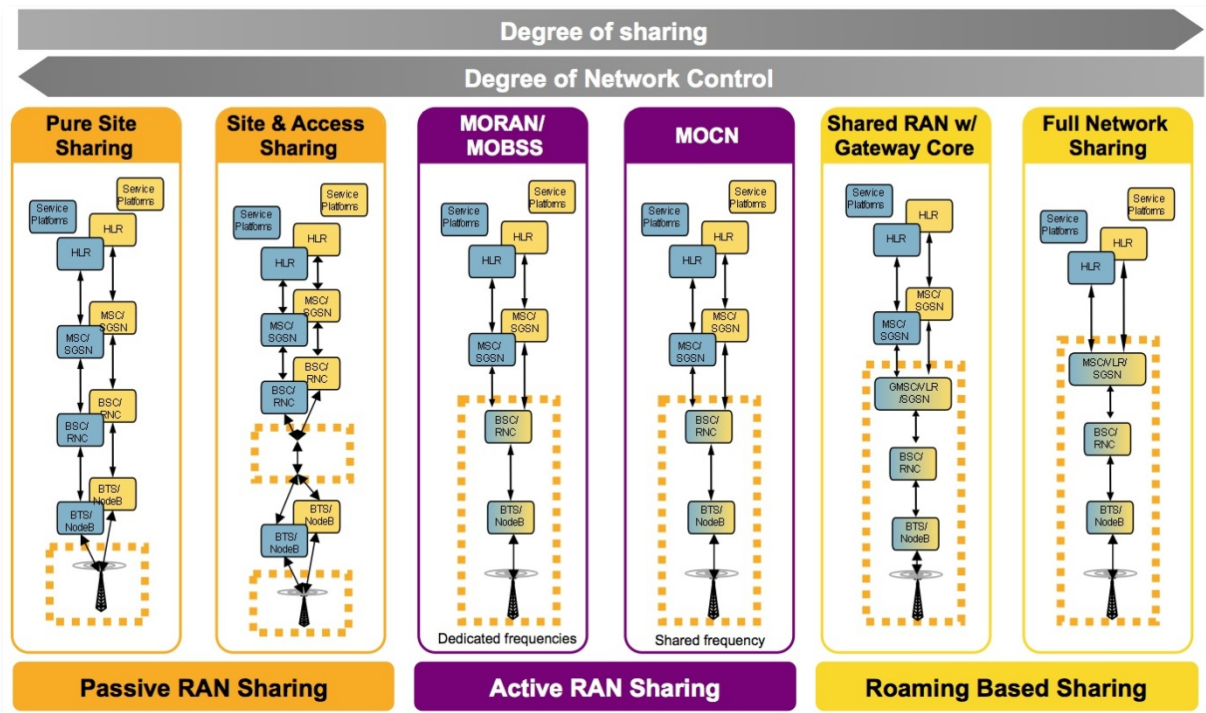 Degree of sharing
Degree of Network Control
Pure Site
Sharing
Service
Platforms
Service
Platforms
HLR
HLR
MSC/
SGSN
MSC/
SGSN
BSC/
RNC
BSC/
RNC
BTS/
NodeB
BTS/
NodeB
Site & Access
Sharing
Service
Platforms
Service
Platforms
HLR
HLR
MSC/
SGSN
MSC/
SGSN
BSC/
RNC
BSC/
RNC
BTS/
NodeB
BTS/
NodeB
MORAN/
MOBSS
Service
Platforms
Service
Platforms
HLR
HLR
MSC/
SGSN
MSC/
SGSN
BSC/
RNC
BTS/
NodeB
Dedicated frequencies
MOCN
Service
Platforms
Service
Platforms
HLR
HLR
MSC/
SGSN
MSC/
SGSN
BSC/
RNC
BTS/
NodeB
Shared frequency
Shared RAN w/
Gateway Core
Service
Platforms
Service
Platforms
HLR
HLR
MSC/
SGSN
MSC/
SGSN
GMSC/VLR
/SGSN
BSC/
RNC
BTS/
NodeB
Full Network
Sharing
Service
Platforms
Service
Platforms
HLR
HLR
MSC/VLR/
SGSN
BSC/
RNC
BTS/
NodeB
Passive RAN Sharing
Active RAN Sharing
Roaming Based Sharing